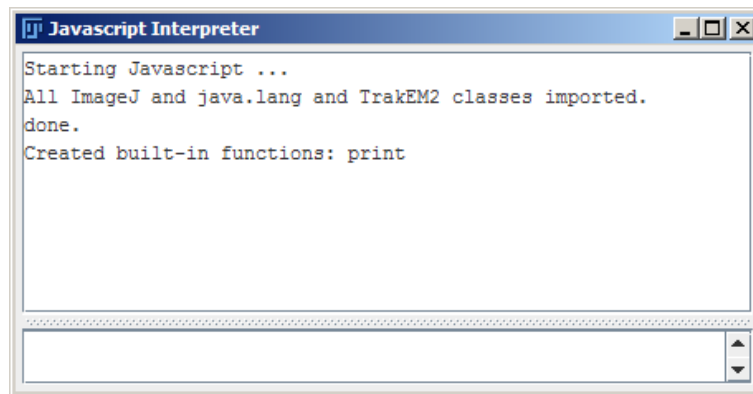 Javascript Interpreter
Starting Javascript ...
All ImageJ and java.lang and TrakEM2 classes imported.
done.
Created built-in functions: print